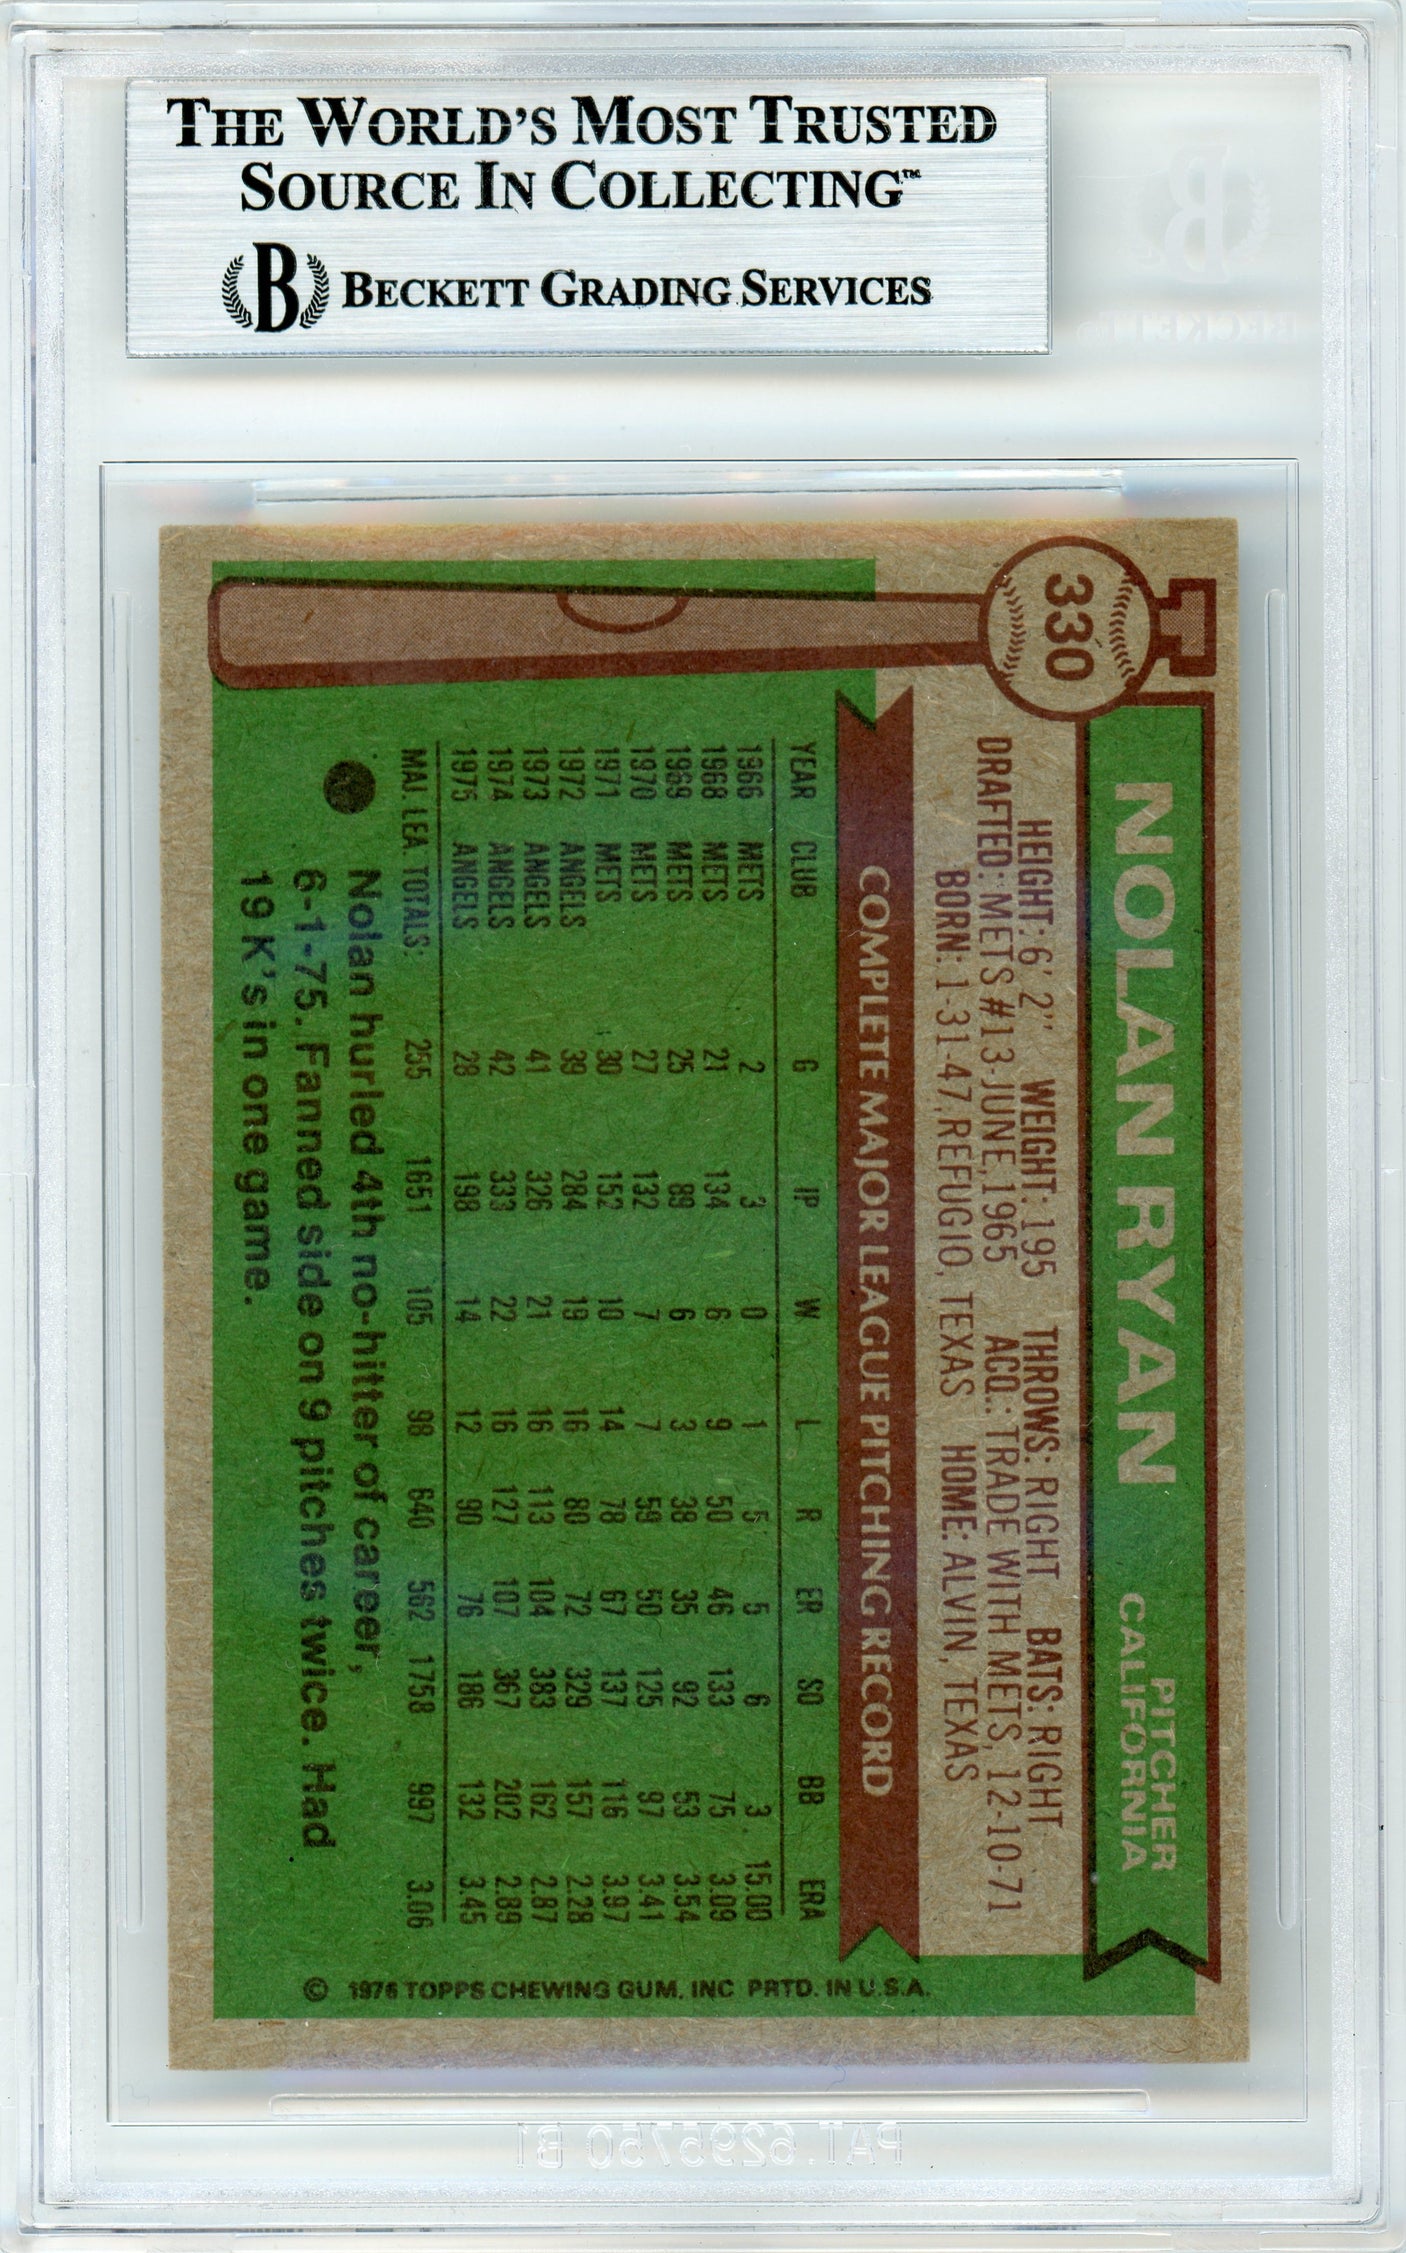 THE WORLD'S MOST TRUSTED
SOURCE IN COLLECTING™
B BECKETT GRADING SERVICES
B
BECKETT
330
NOLAN RYAN
PITCHER
CALIFORNIA
HEIGHT: 6' 2" WEIGHT: 195 THROWS: RIGHT BATS: RIGHT
DRAFTED: METS #13-JUNE, 1965 ACQ.: TRADE WITH METS, 12-10-71
BORN: 1-31-47, REFUGIO, TEXAS HOME: ALVIN, TEXAS
COMPLETE MAJOR LEAGUE PITCHING RECORD
YEAR CLUB G IP W L R ER SO BB ERA
1966 METS 2 3 0 1 5 5 6 3 15.00
1968 METS 21 134 6 9 50 46 133 75 3.09
1969 METS 25 89 6 3 38 35 92 53 3.54
1970 METS 27 132 7 7 59 50 125 97 3.41
1971 METS 30 152 10 14 78 67 137 116 3.97
1972 ANGELS 39 284 19 16 80 72 329 157 2.28
1973 ANGELS 41 326 21 16 113 104 383 162 2.87
1974 ANGELS 42 333 22 16 127 107 367 202 2.89
1975 ANGELS 28 198 14 12 90 76 186 132 3.45
MAJ. LEA. TOTALS: 255 1651 105 98 640 562 1758 997 3.06
Nolan hurled 4th no-hitter of career,
6-1-75. Fanned side on 9 pitches twice. Had
19 K's in one game.
© 1976 TOPPS CHEWING GUM, INC PRTD. IN U.S.A.
PAT. 6295750 B1